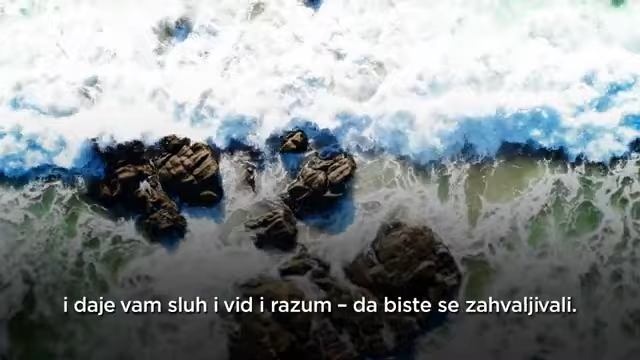 i daje vam sluh i vid i razum – da biste se zahvaljivali.